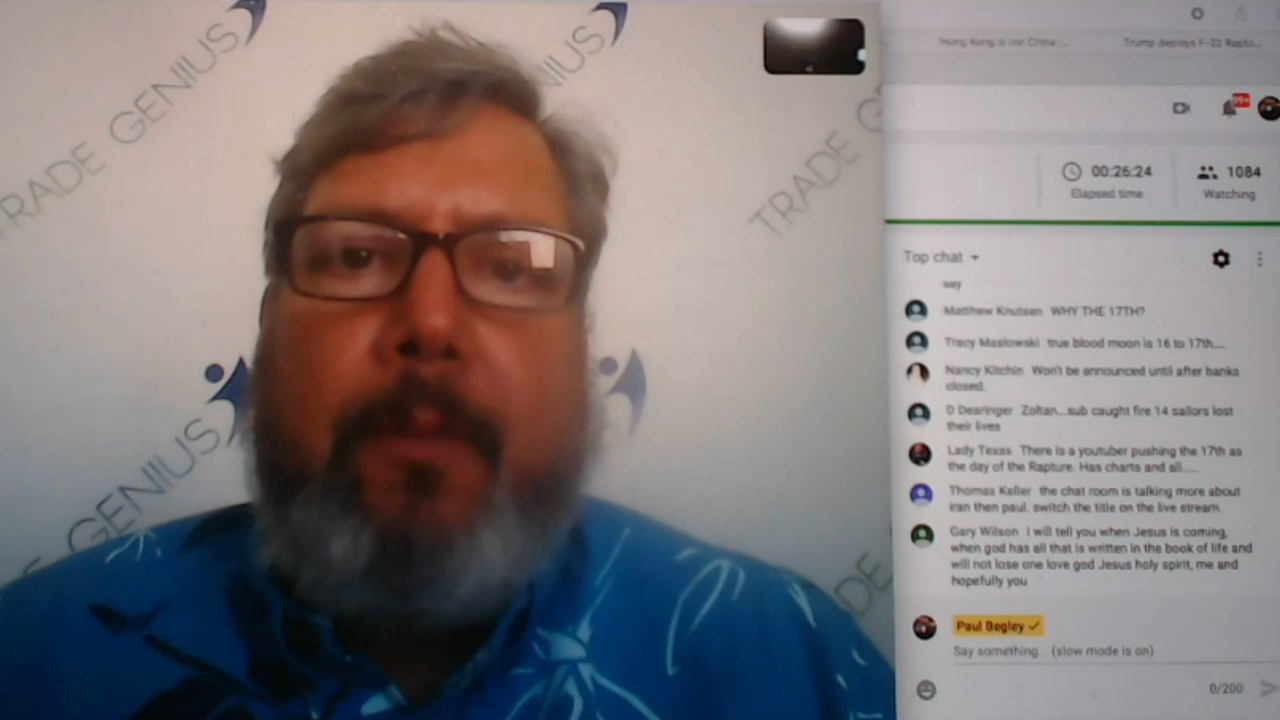 TRADE GENIUS
NIUS
TRADE G
GENIUS
E
TRADE
"Hong Kong is not China"...
Trump deploys F-22 Rapto...
99+
00:26:24
Elapsed time
1084
Watching
Top chat
say
Matthew Knutsen WHY THE 17TH?
Tracy Maslowski true blood moon is 16 to 17th....
Nancy Kitchin Won't be announced until after banks
closed.
D Dearinger Zoltan...sub caught fire 14 sailors lost
their lives
Lady Texas There is a youtuber pushing the 17th as
the day of the Rapture. Has charts and all.....
Thomas Keller the chat room is talking more about
iran then paul. switch the title on the live stream.
Gary Wilson I will tell you when Jesus is coming,
when god has all that is written in the book of life and
will not lose one love god Jesus holy spirit, me and
hopefully you
Paul Begley
Say something... (slow mode is on)
0/200